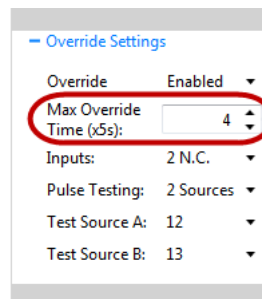 – Override Settings
Override Enabled
Max Override
Time (x5s): 4
Inputs: 2 N.C.
Pulse Testing: 2 Sources
Test Source A: 12
Test Source B: 13